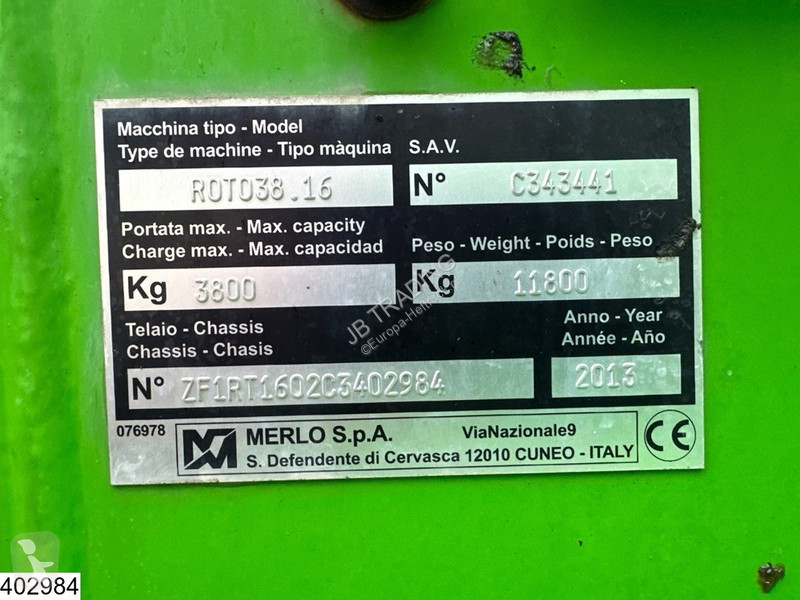 Macchina tipo - Model
Type de machine - Tipo màquina
S.A.V.
ROTO38.16
N° C343441
Portata max. - Max. capacity
Charge max. - Max. capacidad
Peso - Weight - Poids - Peso
Kg 3800
Kg 11800
Telaio - Chassis
Chassis - Chasis
Anno - Year
Année - Año
N° ZF1RT1602C3402984
2013
076978
MERLO S.p.A.
ViaNazionale9
S. Defendente di Cervasca 12010 CUNEO - ITALY
CE
JB TRADING
402984